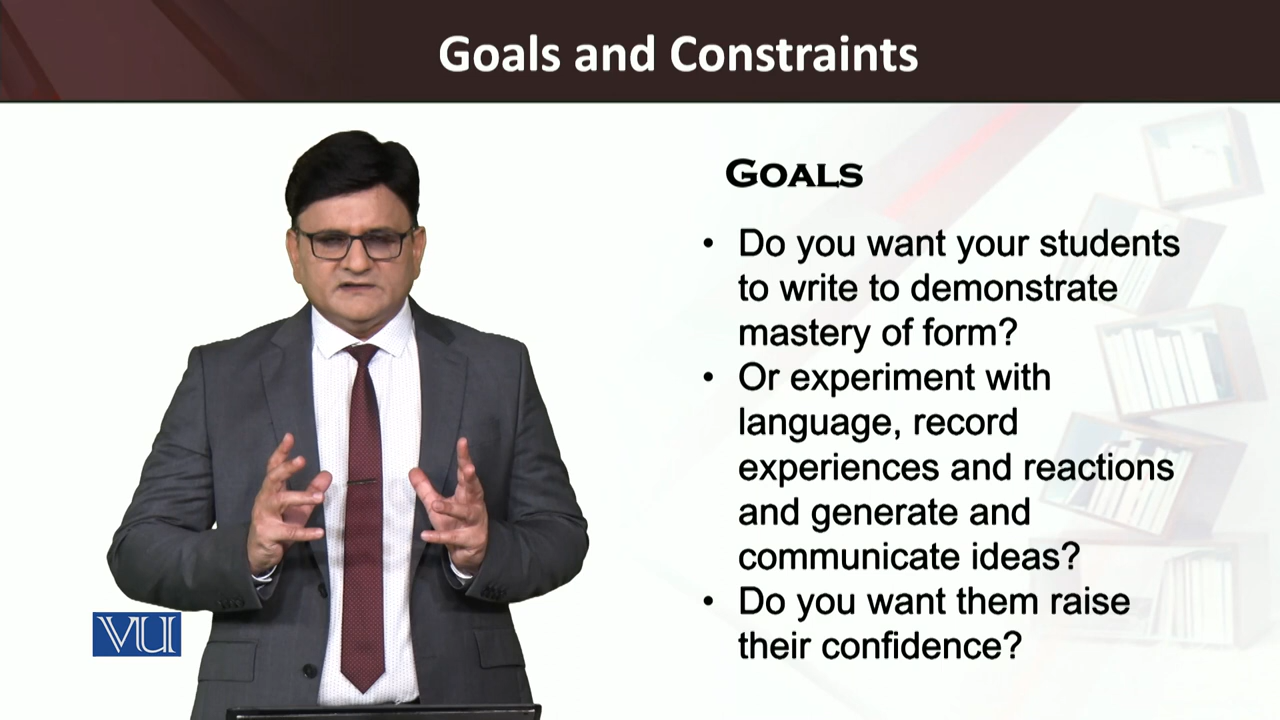 Goals and Constraints
GOALS
• Do you want your students
to write to demonstrate
mastery of form?
• Or experiment with
language, record
experiences and reactions
and generate and
communicate ideas?
• Do you want them raise
their confidence?
VU